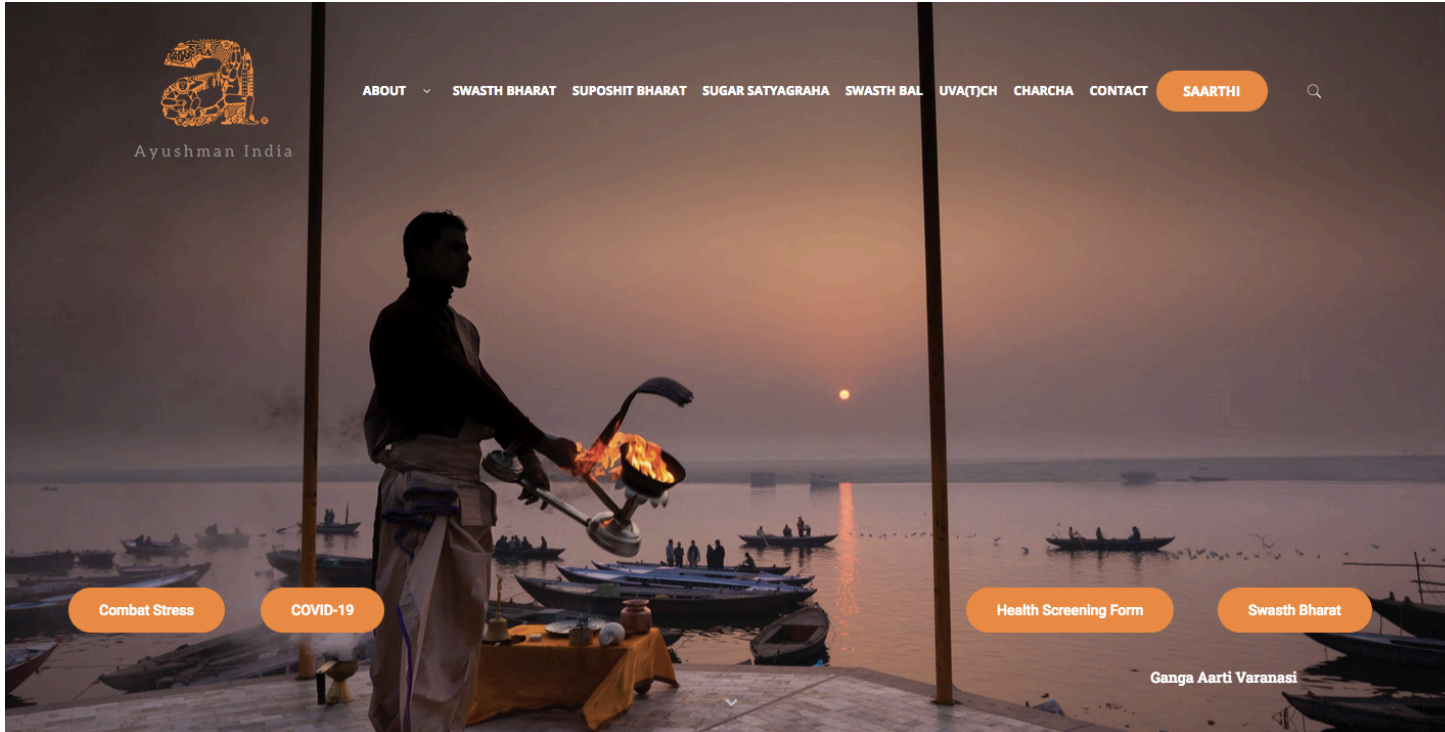 Ayushman India
ABOUT SWASTH BHARAT SUPOSHIT BHARAT SUGAR SATYAGRAHA SWASTH BAL UVA(T)CH CHARCHA CONTACT SAARTHI
Combat Stress COVID-19 Health Screening Form Swasth Bharat
Ganga Aarti Varanasi